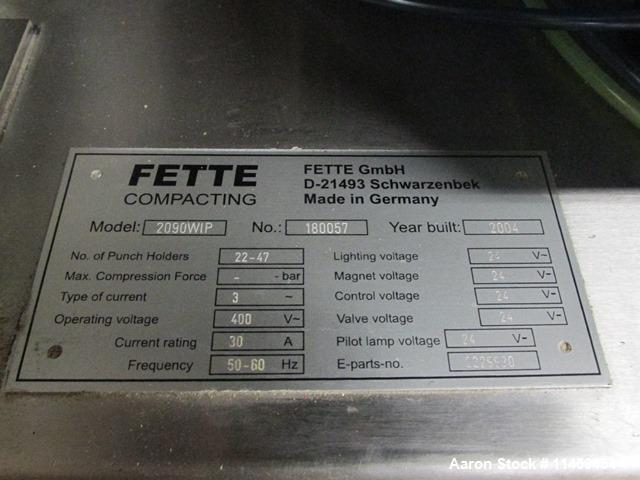 FETTE
COMPACTING
FETTE GmbH
D-21493 Schwarzenbek
Made in Germany
Model: 2090WIP No.: 180057 Year built: 2004
No. of Punch Holders 22-47
Max. Compression Force - - bar
Type of current 3 ~
Operating voltage 400 V~
Current rating 30 A
Frequency 50-60 Hz
Lighting voltage 24 V~
Magnet voltage 24 V-
Control voltage 24 V-
Valve voltage 24 V-
Pilot lamp voltage 24 V-
E-parts-no.
Aaron Stock #